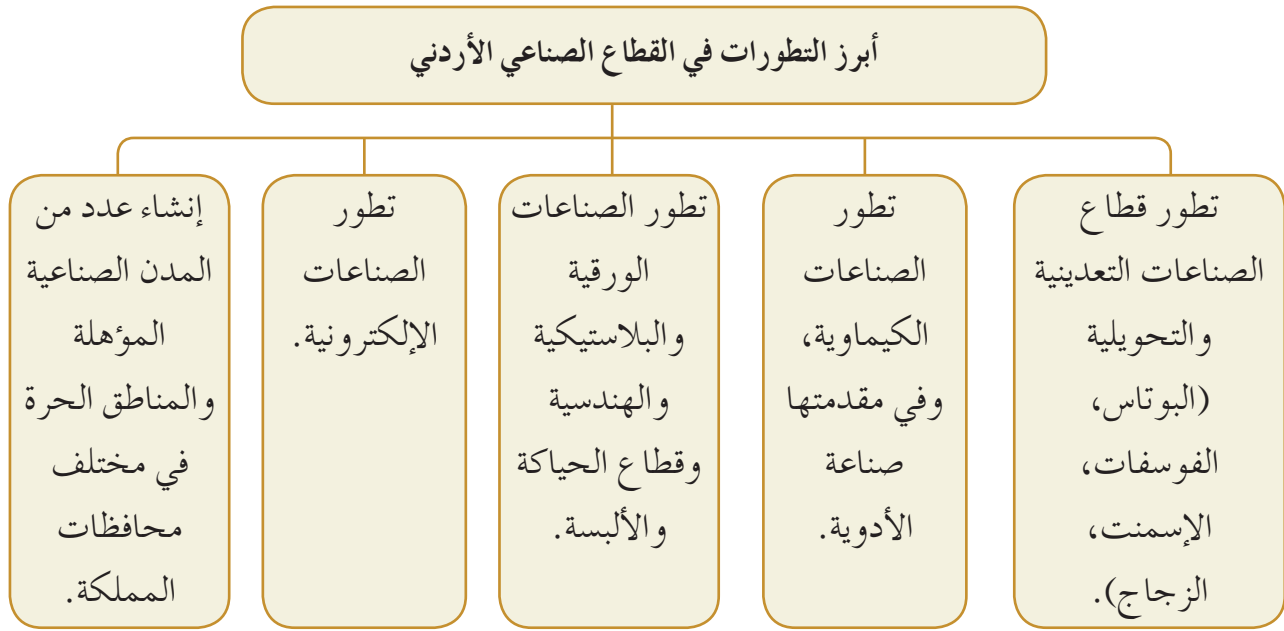 أبرز التطورات في القطاع الصناعي الأردني
تطور قطاع
الصناعات التعدينية
والتحويلية
(البوتاس،
الفوسفات،
الإسمنت،
الزجاج).
تطور
الصناعات
الكيماوية،
وفي مقدمتها
صناعة
الأدوية.
تطور الصناعات
الورقية
والبلاستيكية
والهندسية
وقطاع الحياكة
والألبسة.
تطور
الصناعات
الإلكترونية.
إنشاء عدد من
المدن الصناعية
المؤهلة
والمناطق الحرة
في مختلف
محافظات
المملكة.